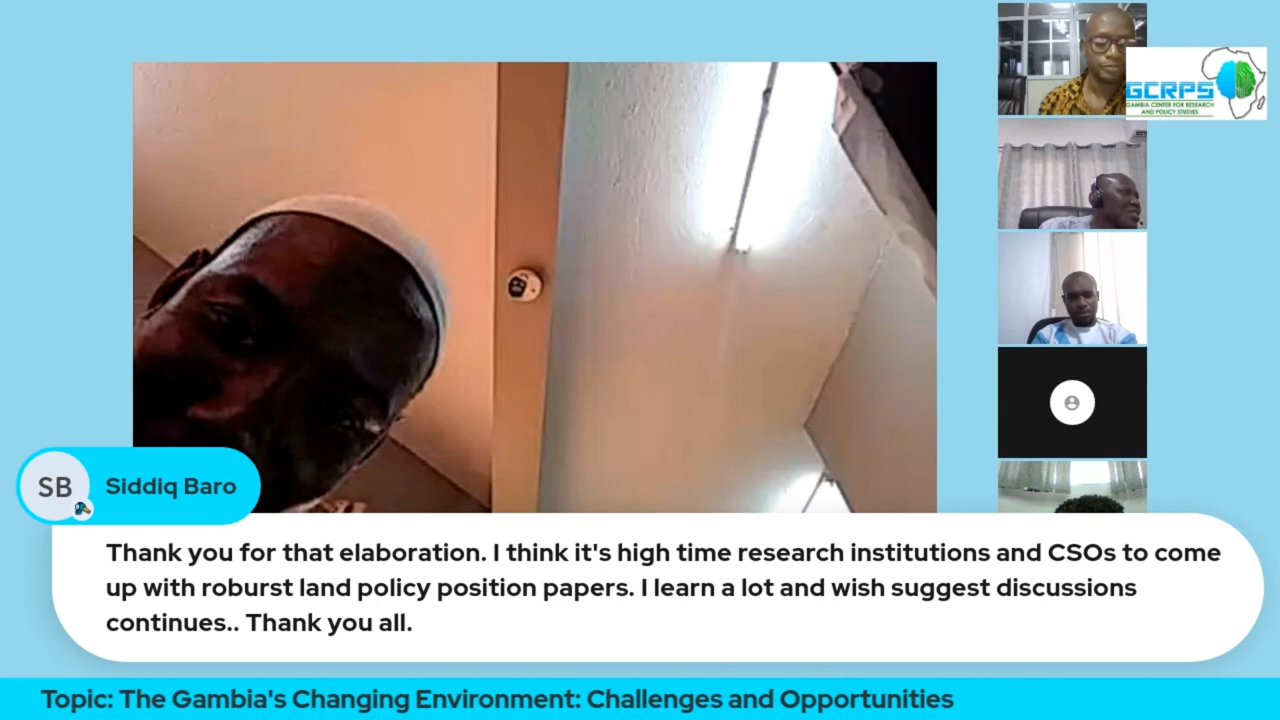 GCRPS
GAMBIA CENTER FOR RESEARCH
AND POLICY STUDIES
SB
Siddiq Baro
Thank you for that elaboration. I think it's high time research institutions and CSOs to come
up with roburst land policy position papers. I learn a lot and wish suggest discussions
continues.. Thank you all.
Topic: The Gambia's Changing Environment: Challenges and Opportunities